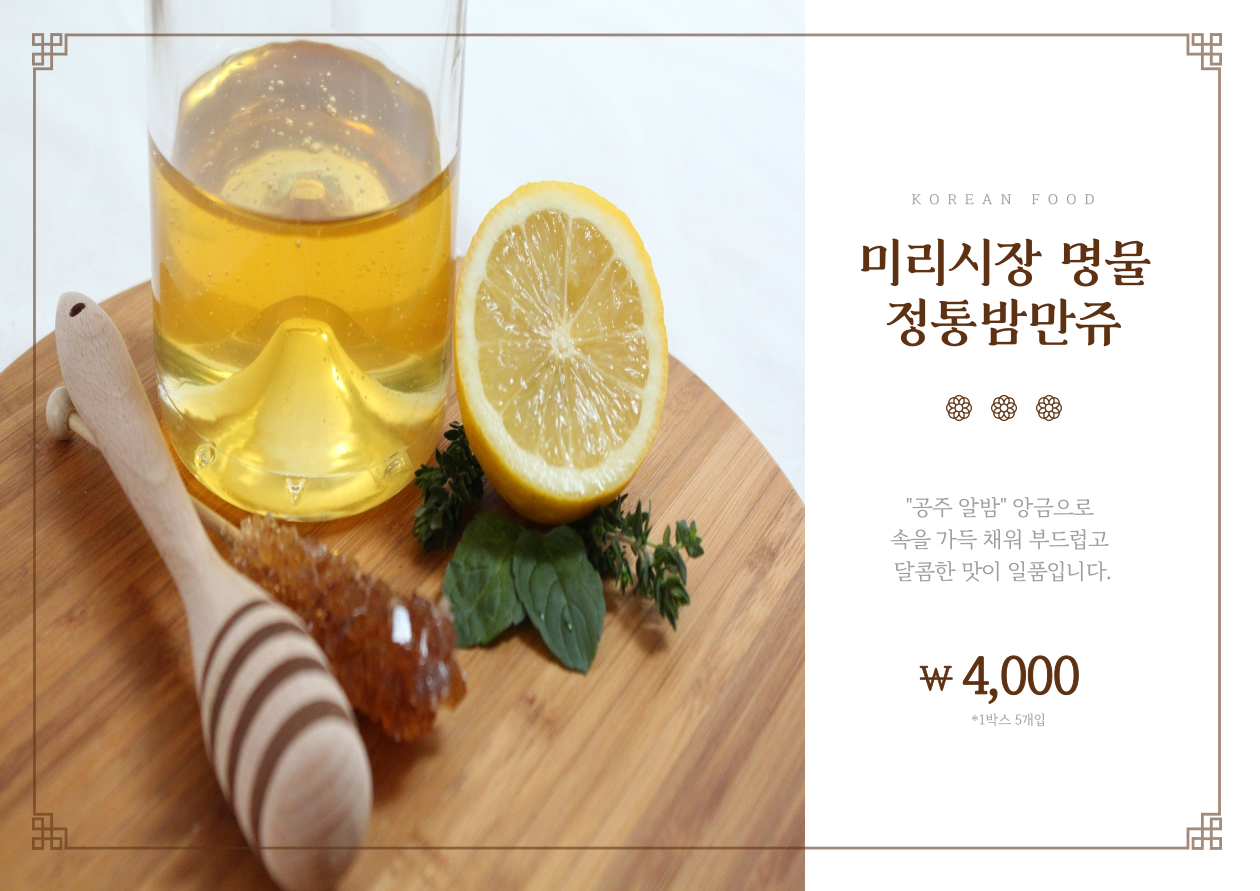 KOREAN FOOD
미리시장 명물
정통밤만쥬
"공주 알밤" 앙금으로
속을 가득 채워 부드럽고
달콤한 맛이 일품입니다.
₩ 4,000
*1박스 5개입